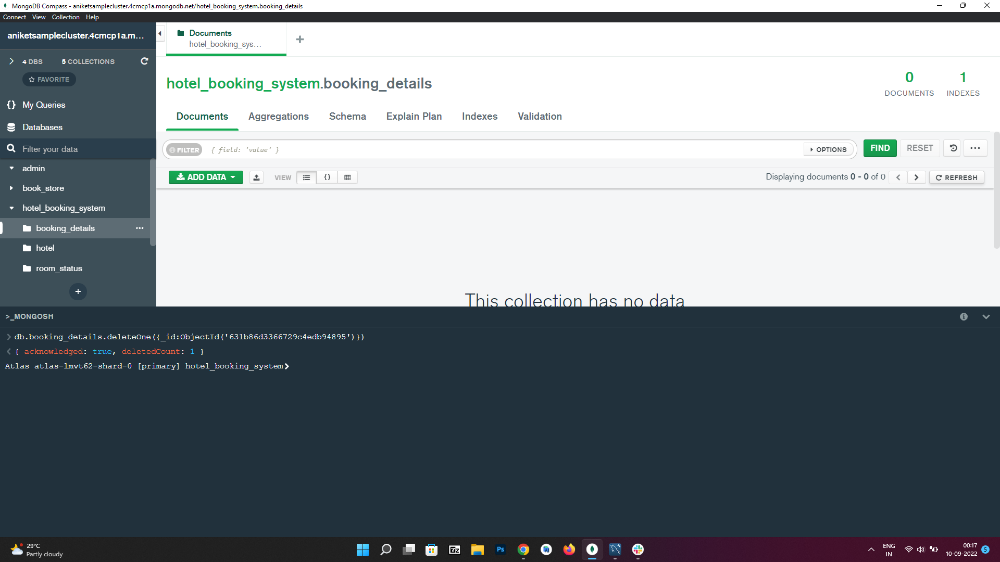 MongoDB Compass - aniketsamplecluster.4cmcp1a.mongodb.net/hotel_booking_system.booking_details
Connect View Collection Help
aniketsamplecluster.4cmcp1a.m...
Documents
hotel_booking_sys...
4 DBS 5 COLLECTIONS
FAVORITE
hotel_booking_system.booking_details
0 1
DOCUMENTS INDEXES
{} My Queries
Databases
Documents Aggregations Schema Explain Plan Indexes Validation
Filter your data
FILTER { field: 'value' } OPTIONS FIND RESET ...
admin
ADD DATA VIEW {} Displaying documents 0 - 0 of 0 REFRESH
book_store
hotel_booking_system
booking_details ...
hotel
room_status
+
This collection has no data
>_MONGOSH
db.booking_details.deleteOne({_id:ObjectId('631b86d3366729c4edb94895')})
{ acknowledged: true, deletedCount: 1 }
Atlas atlas-lmvt62-shard-0 [primary] hotel_booking_system>
29°C
Partly cloudy
7z
Ps
ENG
IN
00:17
10-09-2022
5